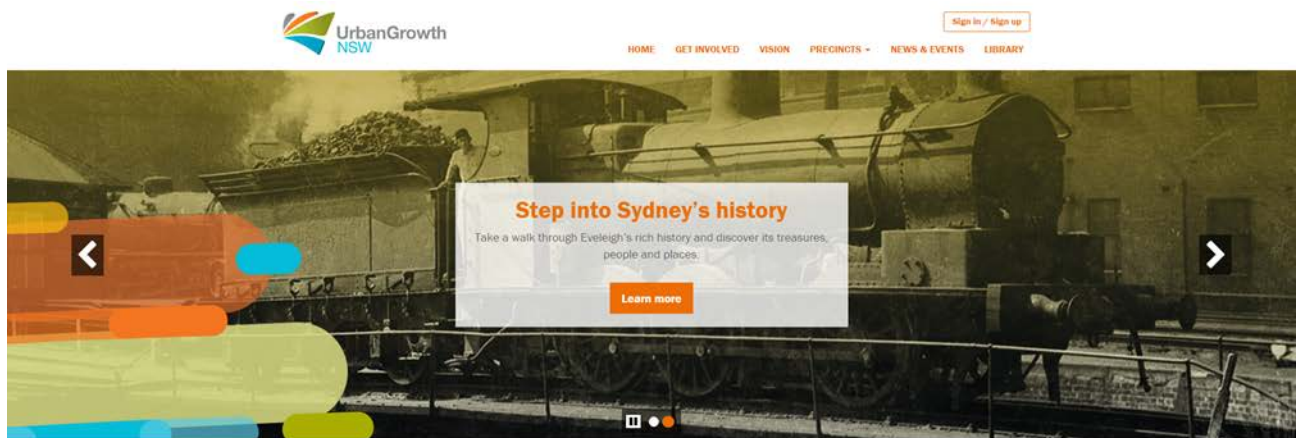 UrbanGrowth
NSW
Sign in / Sign up
HOME GET INVOLVED VISION PRECINCTS NEWS & EVENTS LIBRARY
Step into Sydney's history
Take a walk through Eveleigh's rich history and discover its treasures,
people and places.
Learn more